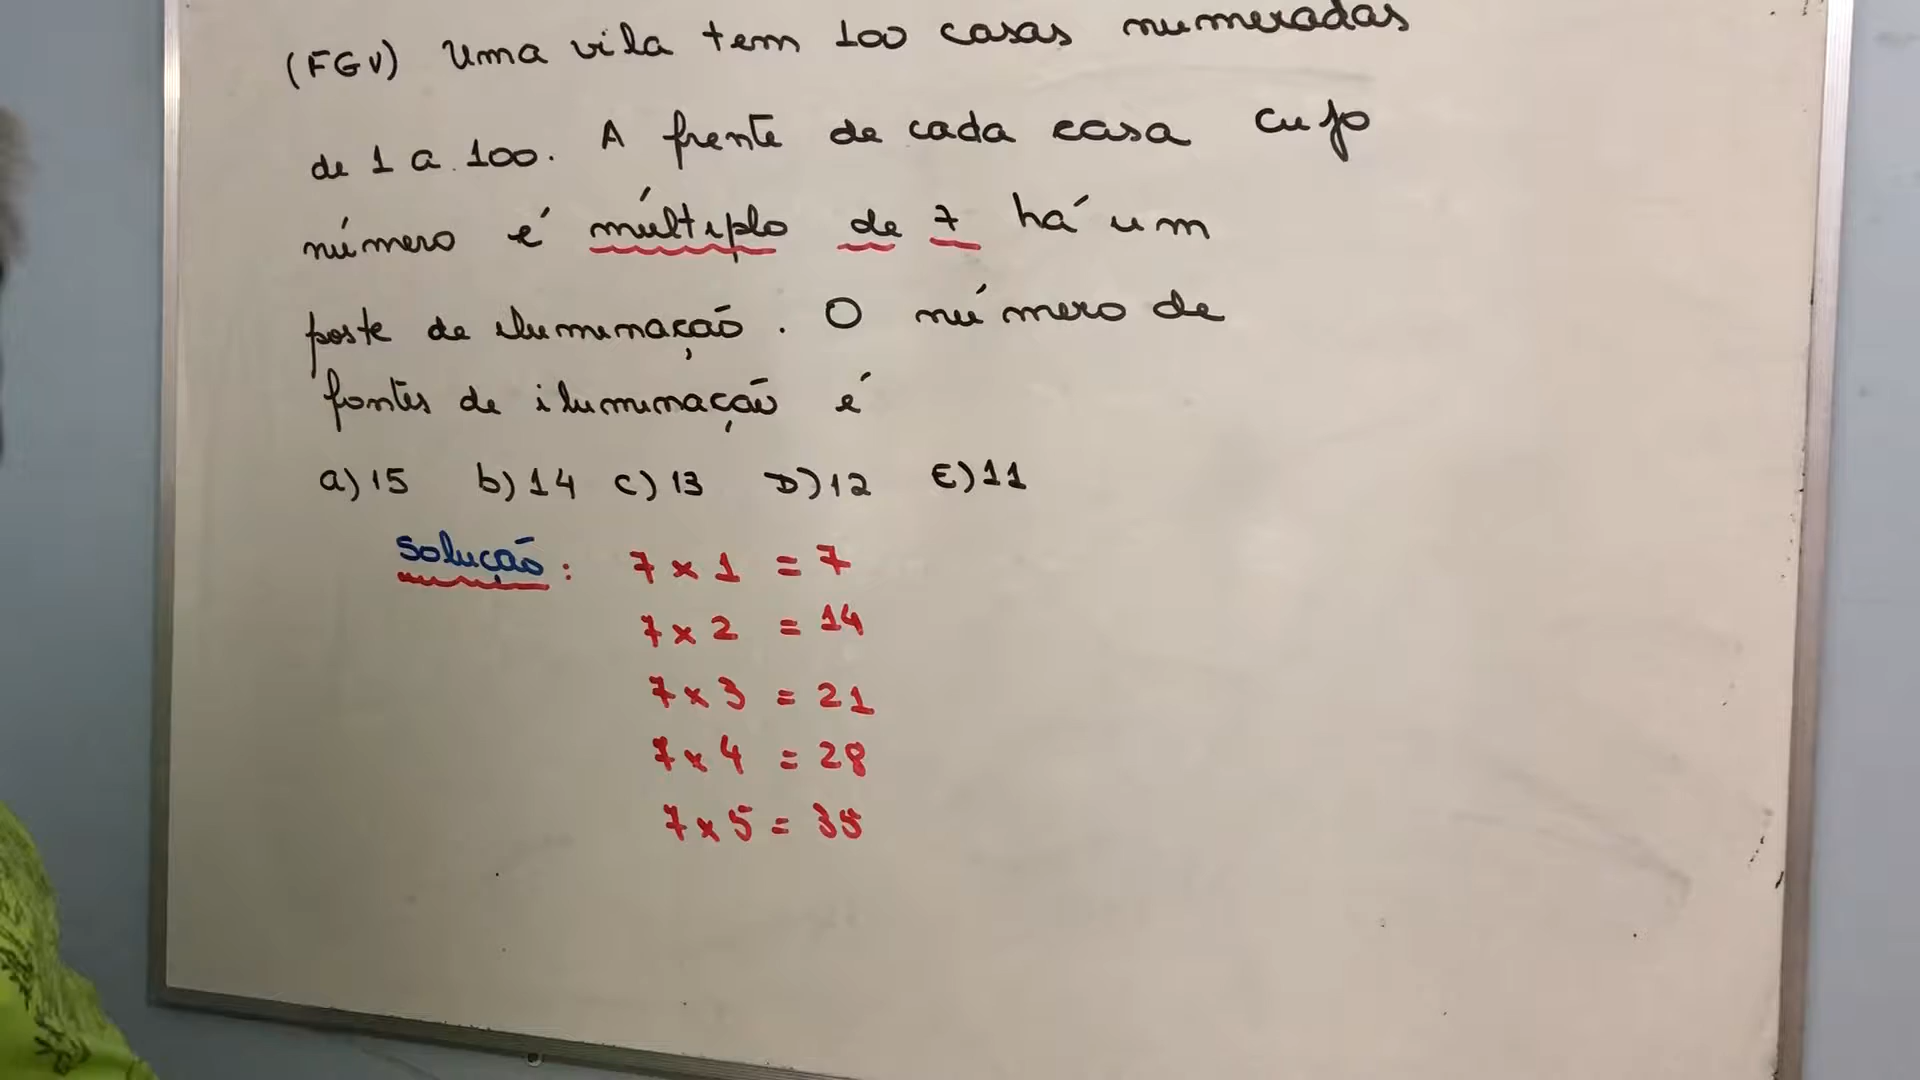 (FGV) Uma vila tem 100 casas numeradas
de 1 a 100. A frente de cada casa cujo
número é múltiplo de 7 há um
poste de iluminação. O número de
fontes de iluminação é
a) 15 b) 14 c) 13 D) 12 E) 11
Solução: 7 x 1 = 7
7 x 2 = 14
7 x 3 = 21
7 x 4 = 28
7 x 5 = 35